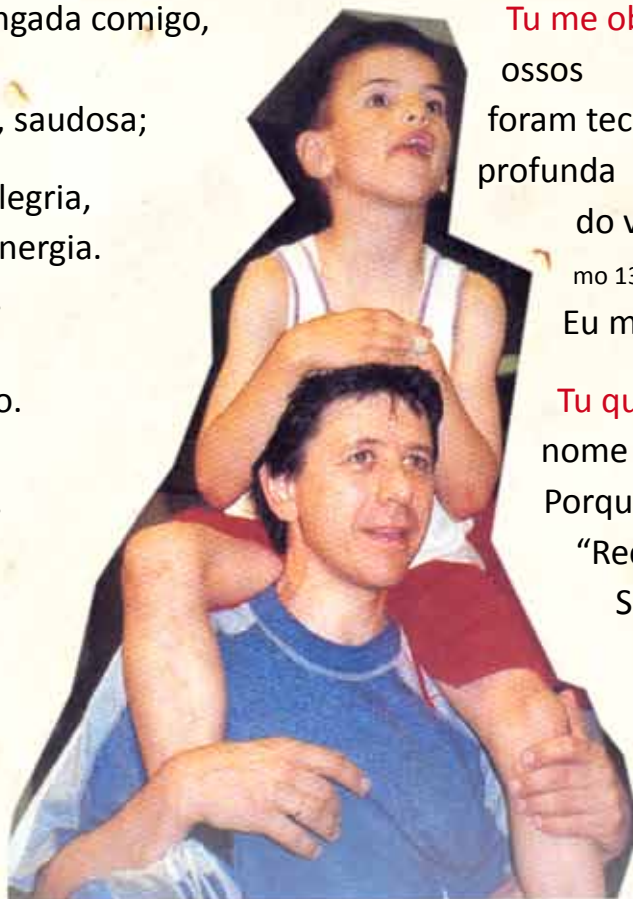 ngada comigo,
, saudosa;
legria,
nergia.
o.
Tu me ob
ossos
foram tec
profunda
do v
mo 13
Eu m
Tu qu
nome
Porqu
“Rec
S